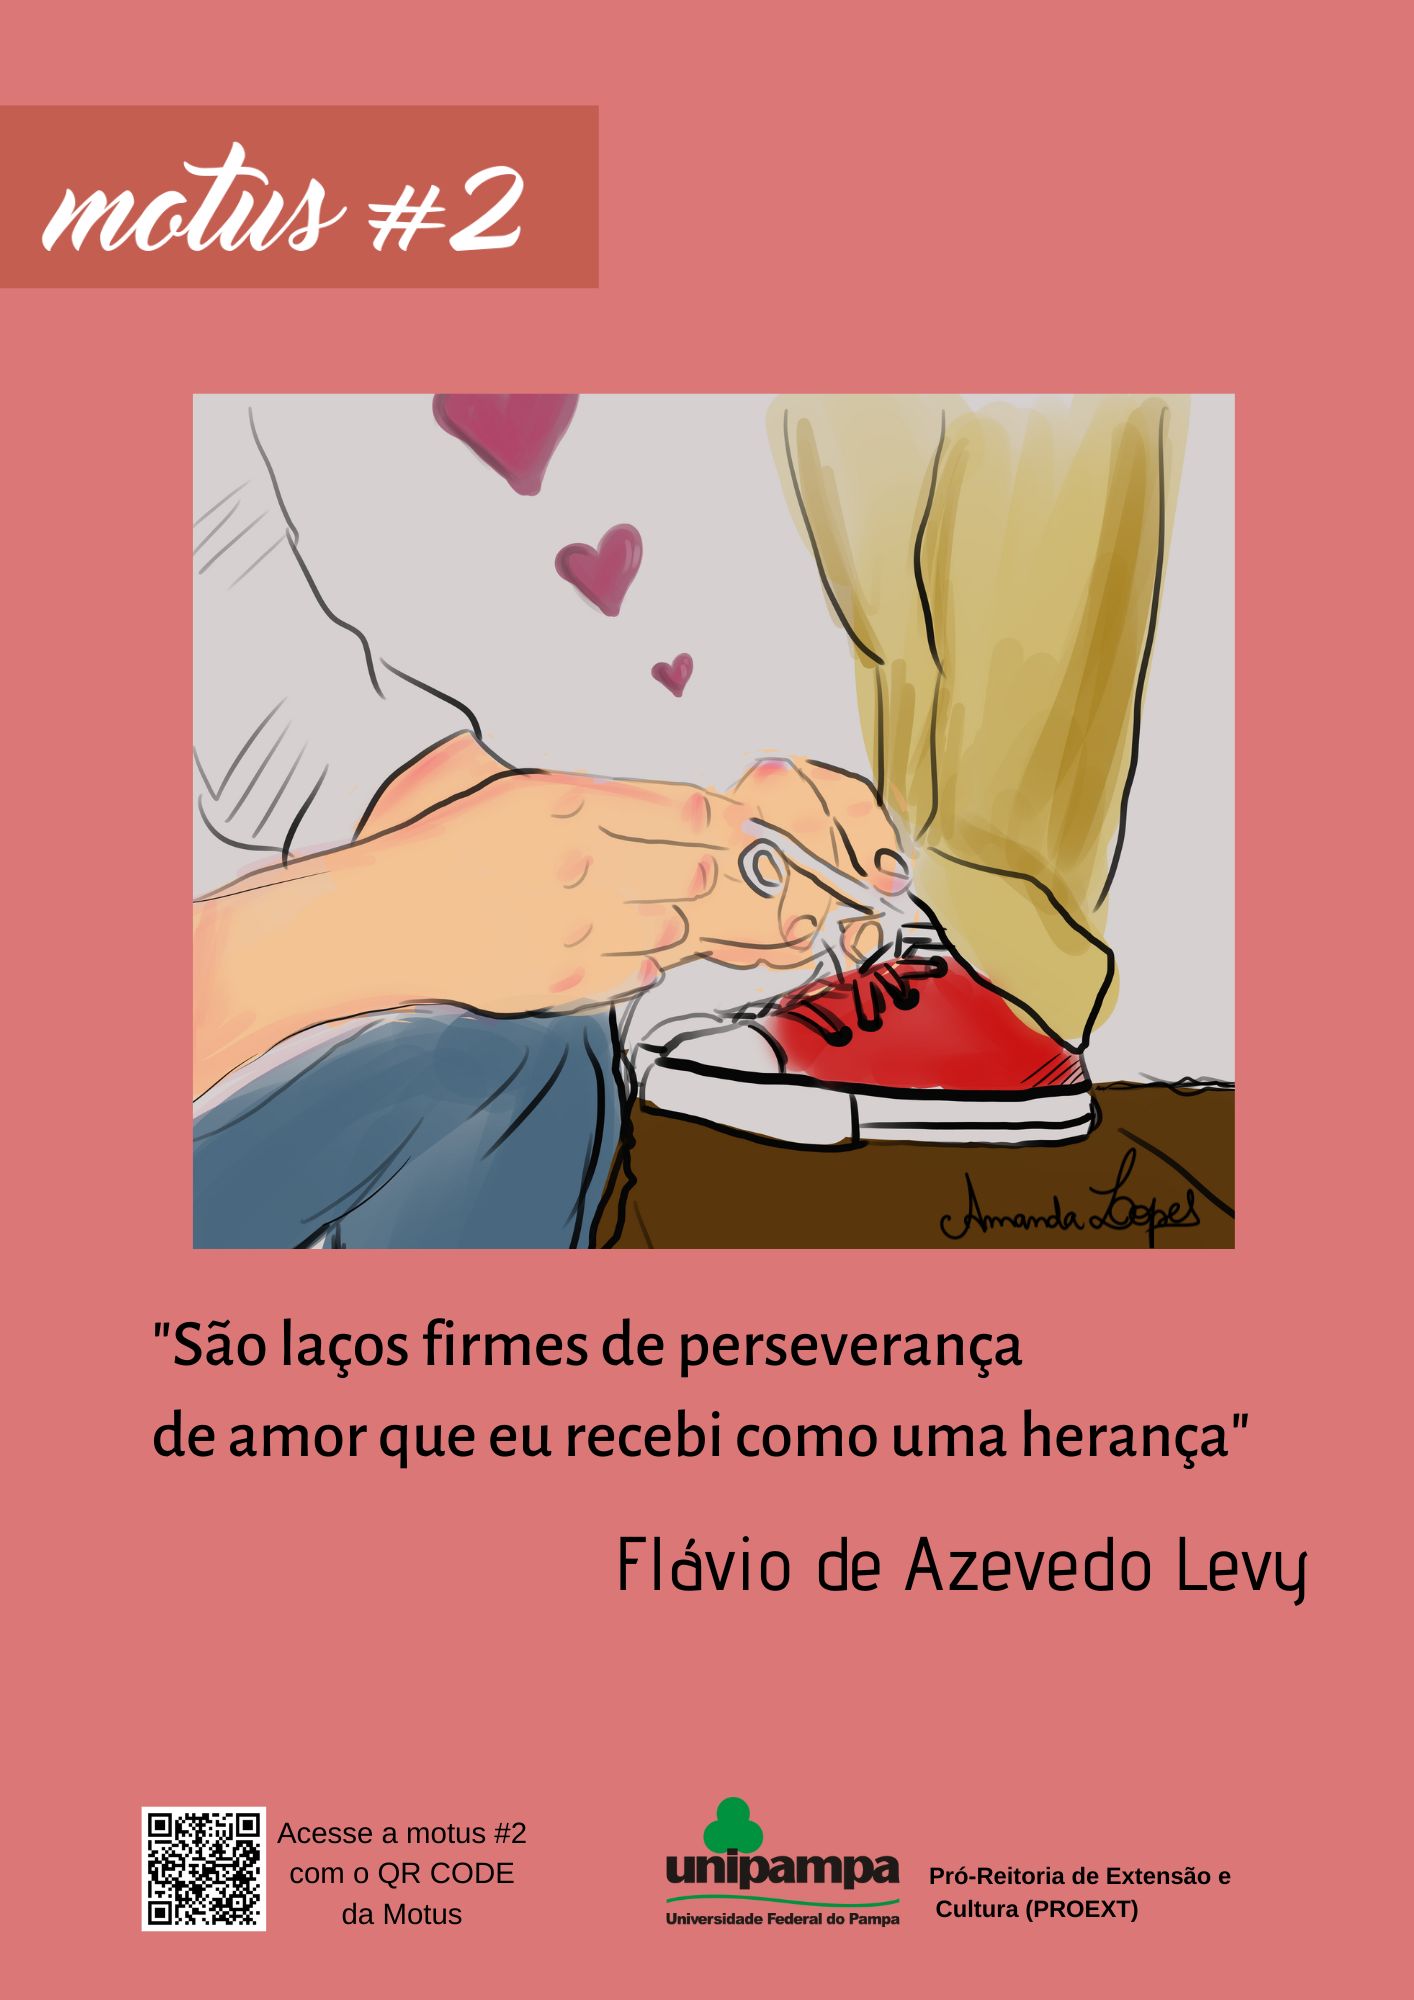 motus #2
Amanda Lopes
"São laços firmes de perseverança
de amor que eu recebi como uma herança"
Flávio de Azevedo Levy
Acesse a motus #2
com o QR CODE
da Motus
unipampa
Universidade Federal do Pampa
Pró-Reitoria de Extensão e
Cultura (PROEXT)